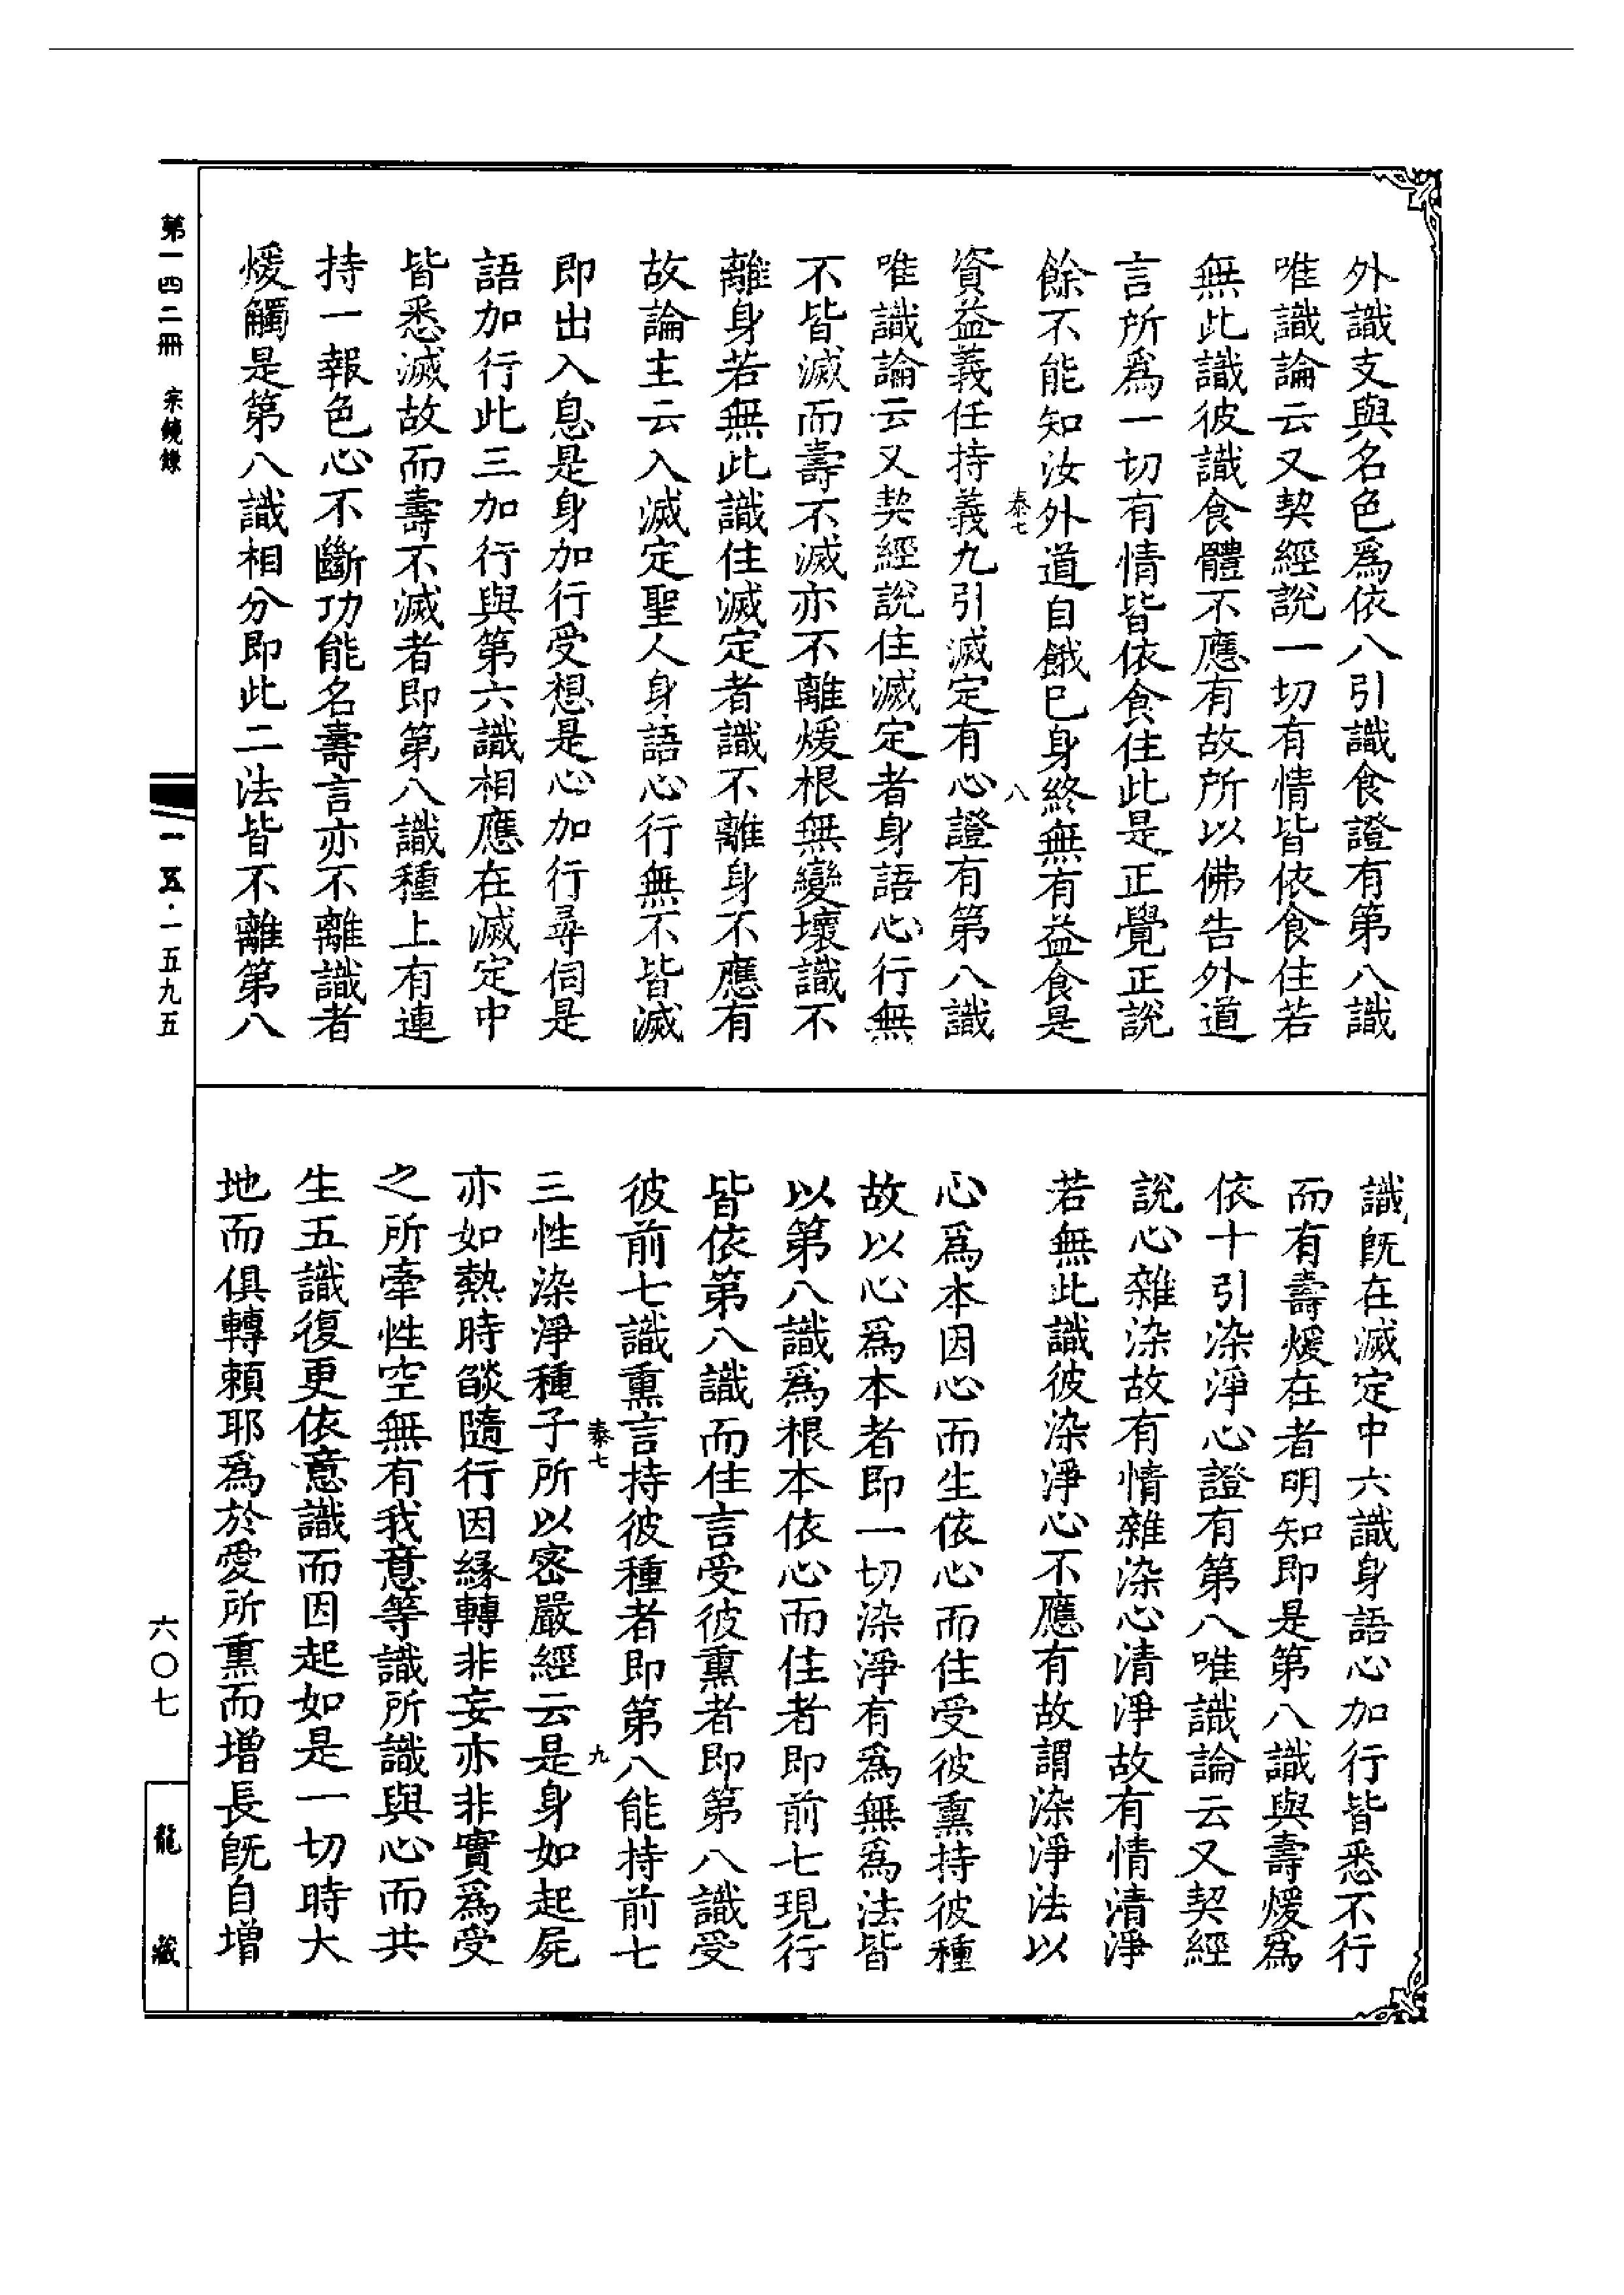 外識支與名色爲依八引識食證有第八識
唯識論云又契經說一切有情皆依食住若
無此識彼識食體不應有故所以佛告外道
言所爲一切有情皆依食住此是正覺正說
餘不能知汝外道自餓巳身終無有益食是
泰七
八
資益義任持義九引滅定有心證有第八識
唯識論云又契經說住滅定者身語心行無
不皆滅而壽不滅亦不離煖根無變壞識不
離身若無此識住滅定者識不離身不應有
故論主云入滅定聖人身語心行無不皆滅
即出入息是身加行受想是心加行尋伺是
語加行此三加行與第六識相應在滅定中
皆悉滅故而壽不滅者即第八識種上有連
持一報色心不斷功能名壽言亦不離識者
煖觸是第八識相分即此二法皆不離第八
識旣在滅定中六識身語心加行皆悉不行
而有壽煖在者明知即是第八識與壽煖爲
依十引染淨心證有第八唯識論云又契經
說心雜染故有情雜染心清淨故有情清淨
若無此識彼染淨心不應有故謂染淨法以
心爲本因心而生依心而住受彼熏持彼種
故以心爲本者即一切染淨有爲無爲法皆
以第八識爲根本依心而住者即前七現行
皆依第八識而住言受彼熏者即第八識受
彼前七識熏言持彼種者即第八能持前七
泰七
九
三性染淨種子所以密嚴經云是身如起屍
亦如熱時燄隨行因緣轉非妄亦非實爲受
之所牽性空無有我意等識所識與心而共
生五識復更依意識而因起如是一切時大
地而俱轉賴耶爲於愛所熏而增長旣自增
第一四二冊 宗鏡錄
一五·一五九五
六〇七
龍藏